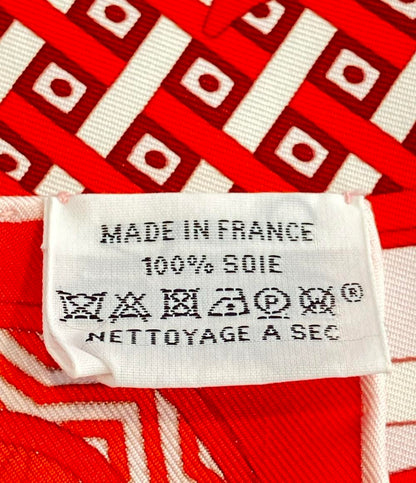 MADE IN FRANCE
100% SOIE
P ®
NETTOYAGE A SEC